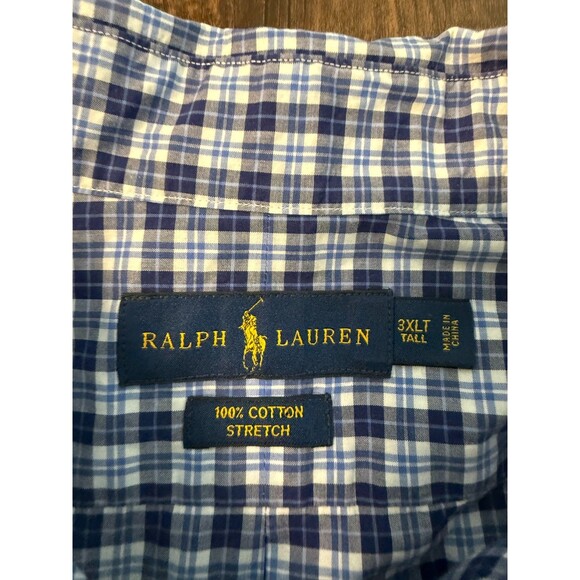 RALPH LAUREN
3XLT
TALL
MADE IN
CHINA
100% COTTON
STRETCH